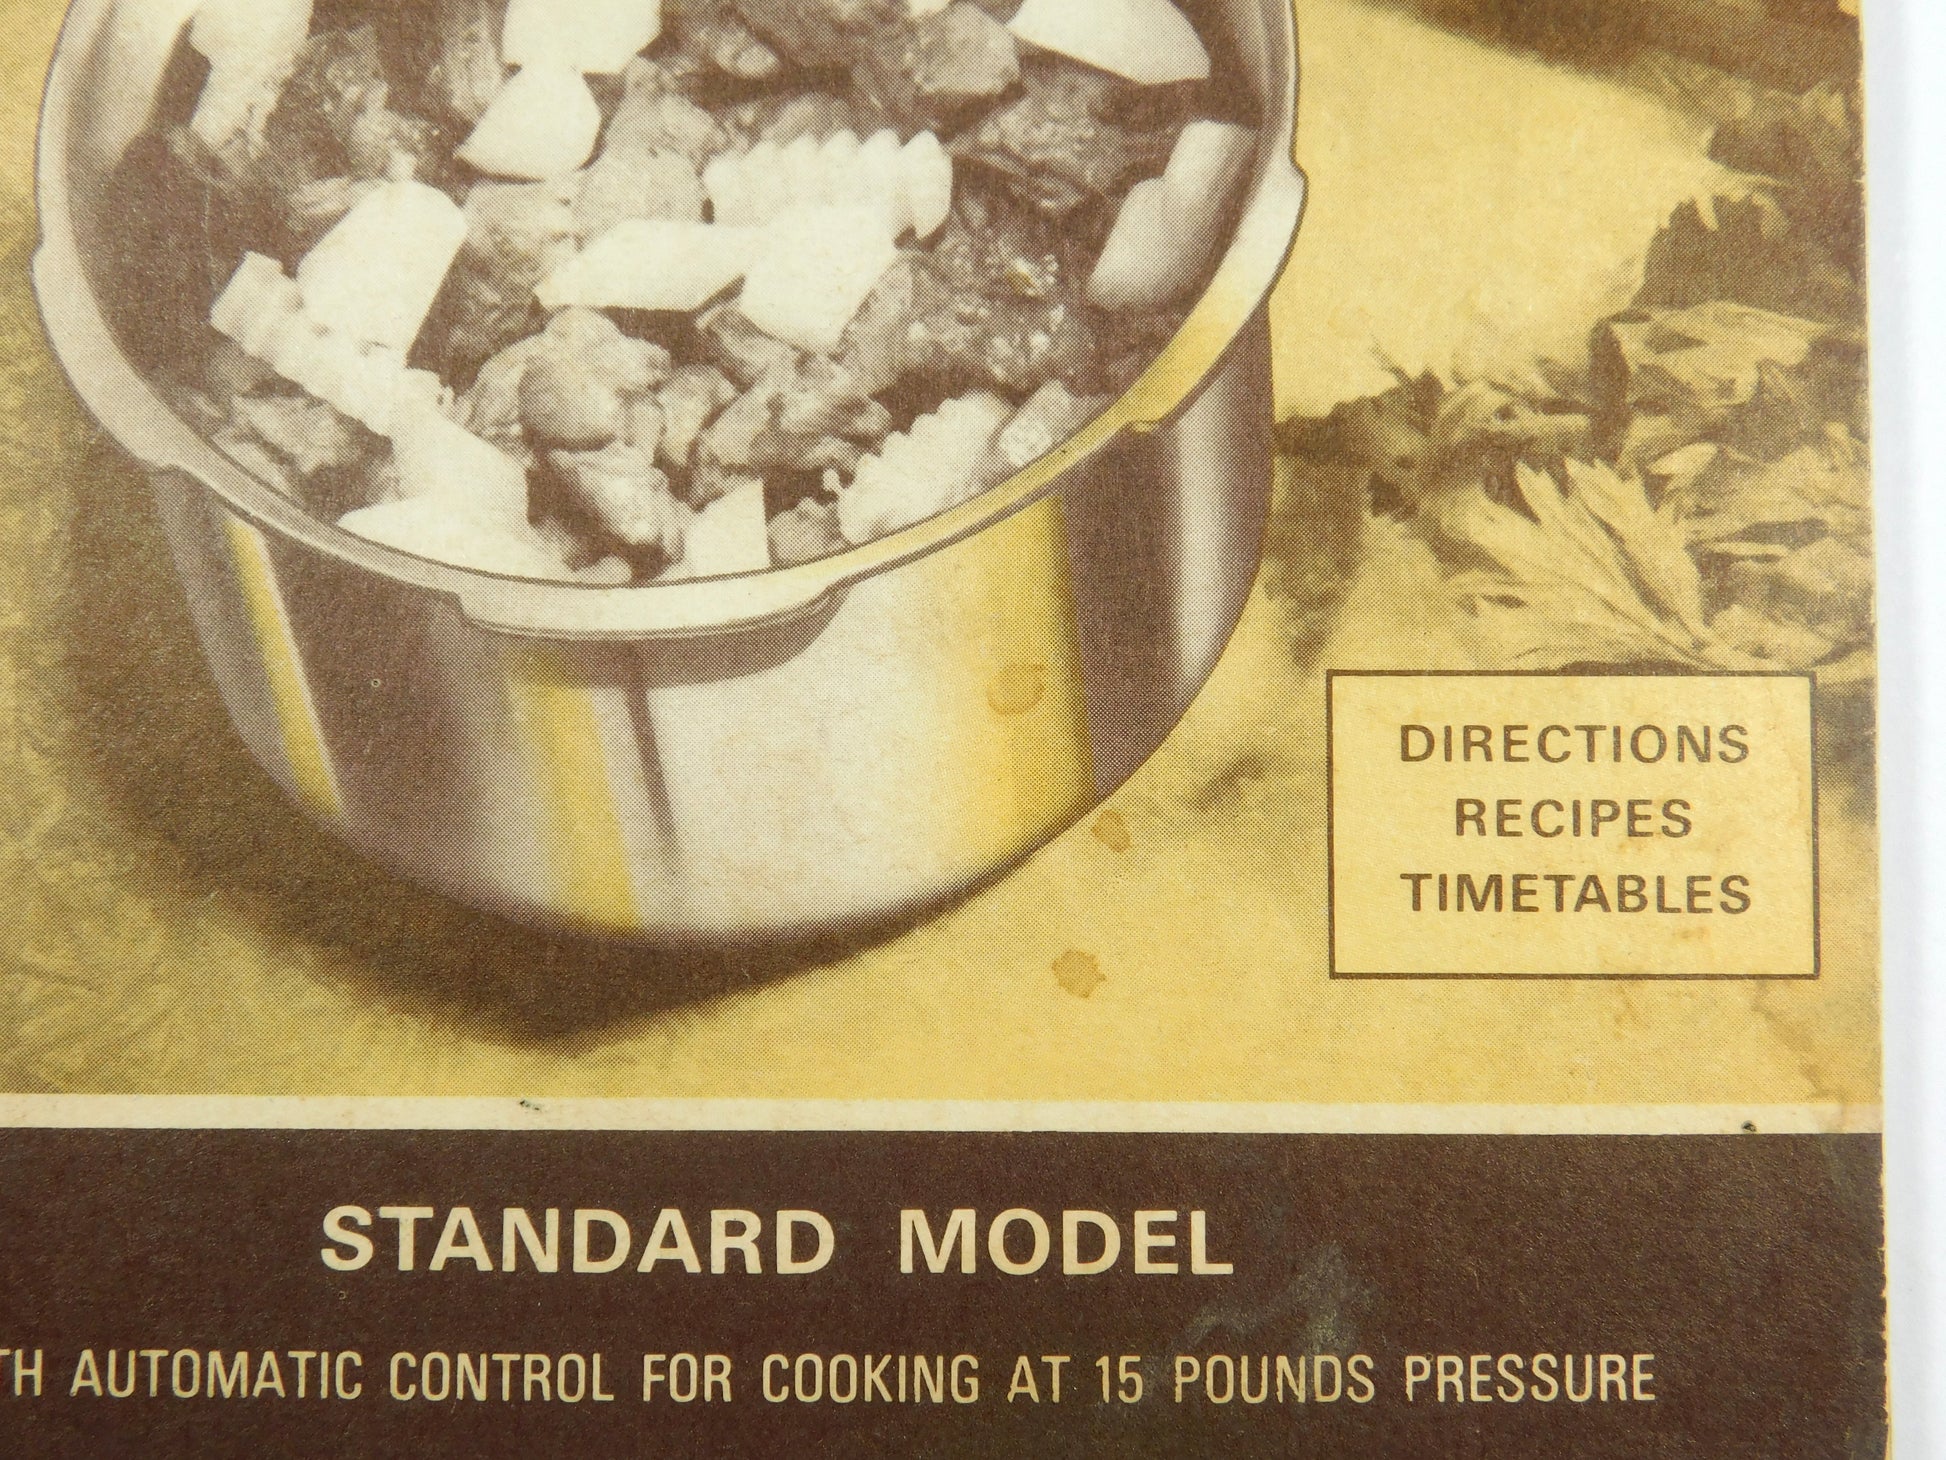 DIRECTIONS
RECIPES
TIMETABLES
STANDARD MODEL
TH AUTOMATIC CONTROL FOR COOKING AT 15 POUNDS PRESSURE